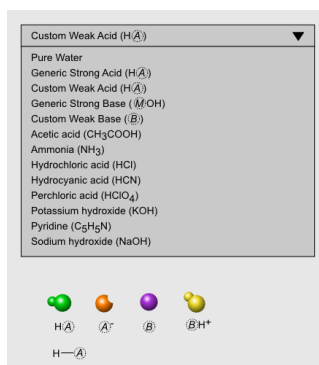 Custom Weak Acid (HA)
Pure Water
Generic Strong Acid (HA)
Custom Weak Acid (HA)
Generic Strong Base (MOH)
Custom Weak Base (B)
Acetic acid (CH₃COOH)
Ammonia (NH₃)
Hydrochloric acid (HCl)
Hydrocyanic acid (HCN)
Perchloric acid (HClO₄)
Potassium hydroxide (KOH)
Pyridine (C₅H₅N)
Sodium hydroxide (NaOH)
HA A⁻ B BH⁺
H—A